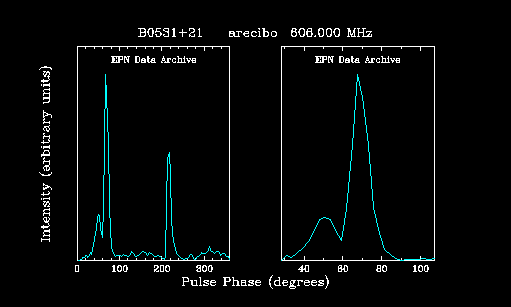 B0531+21 arecibo 606.000 MHz
EPN Data Archive EPN Data Archive
Intensity (arbitrary units)
0 100 200 300 40 60 80 100
Pulse Phase (degrees)